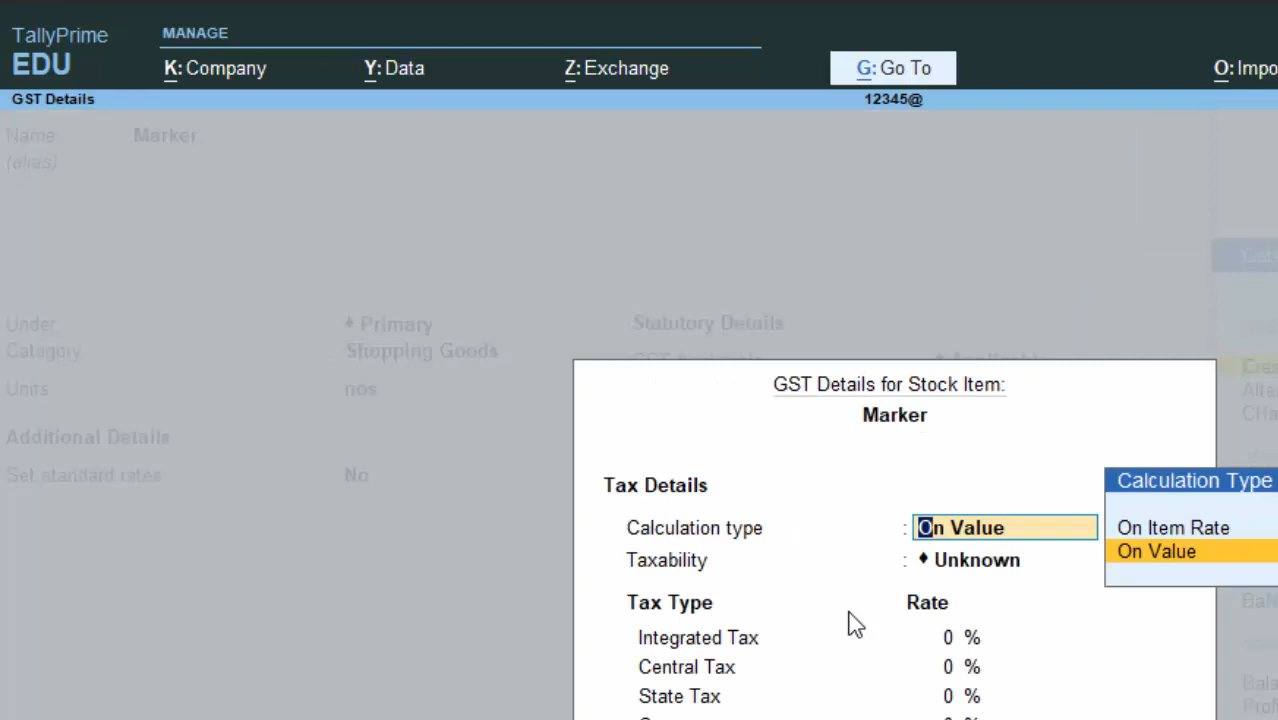 TallyPrime
EDU
MANAGE
K: Company
Y: Data
Z: Exchange
G: Go To
O: Impo
GST Details
12345@
Name
Marker
(alias)
Under
♦ Primary
Statutory Details
Category
Shopping Goods
Units
nos
Additional Details
Set standard rates
No
GST Details for Stock Item:
Marker
Tax Details
Calculation type : On Value
Taxability : ♦ Unknown
Tax Type Rate
Integrated Tax 0 %
Central Tax 0 %
State Tax 0 %
Calculation Type
On Item Rate
On Value